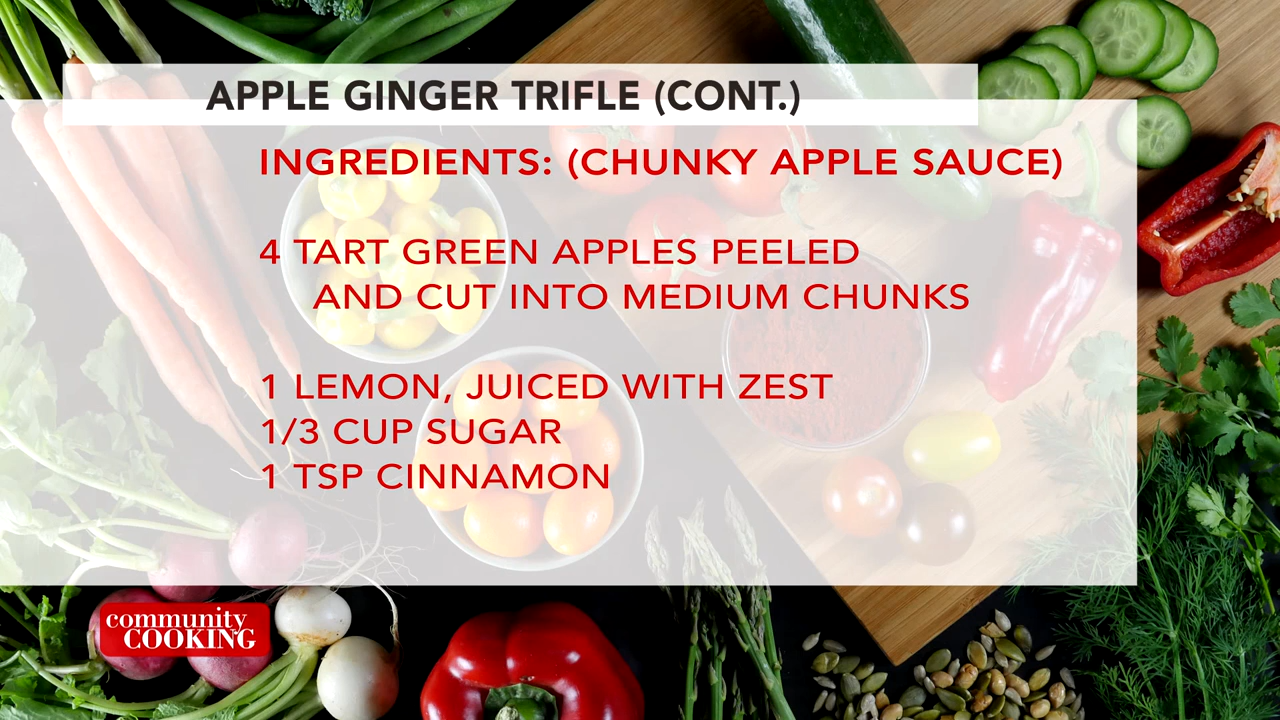 APPLE GINGER TRIFLE (CONT.)
INGREDIENTS: (CHUNKY APPLE SAUCE)
4 TART GREEN APPLES PEELED
AND CUT INTO MEDIUM CHUNKS
1 LEMON, JUICED WITH ZEST
1/3 CUP SUGAR
1 TSP CINNAMON
community
COOKING